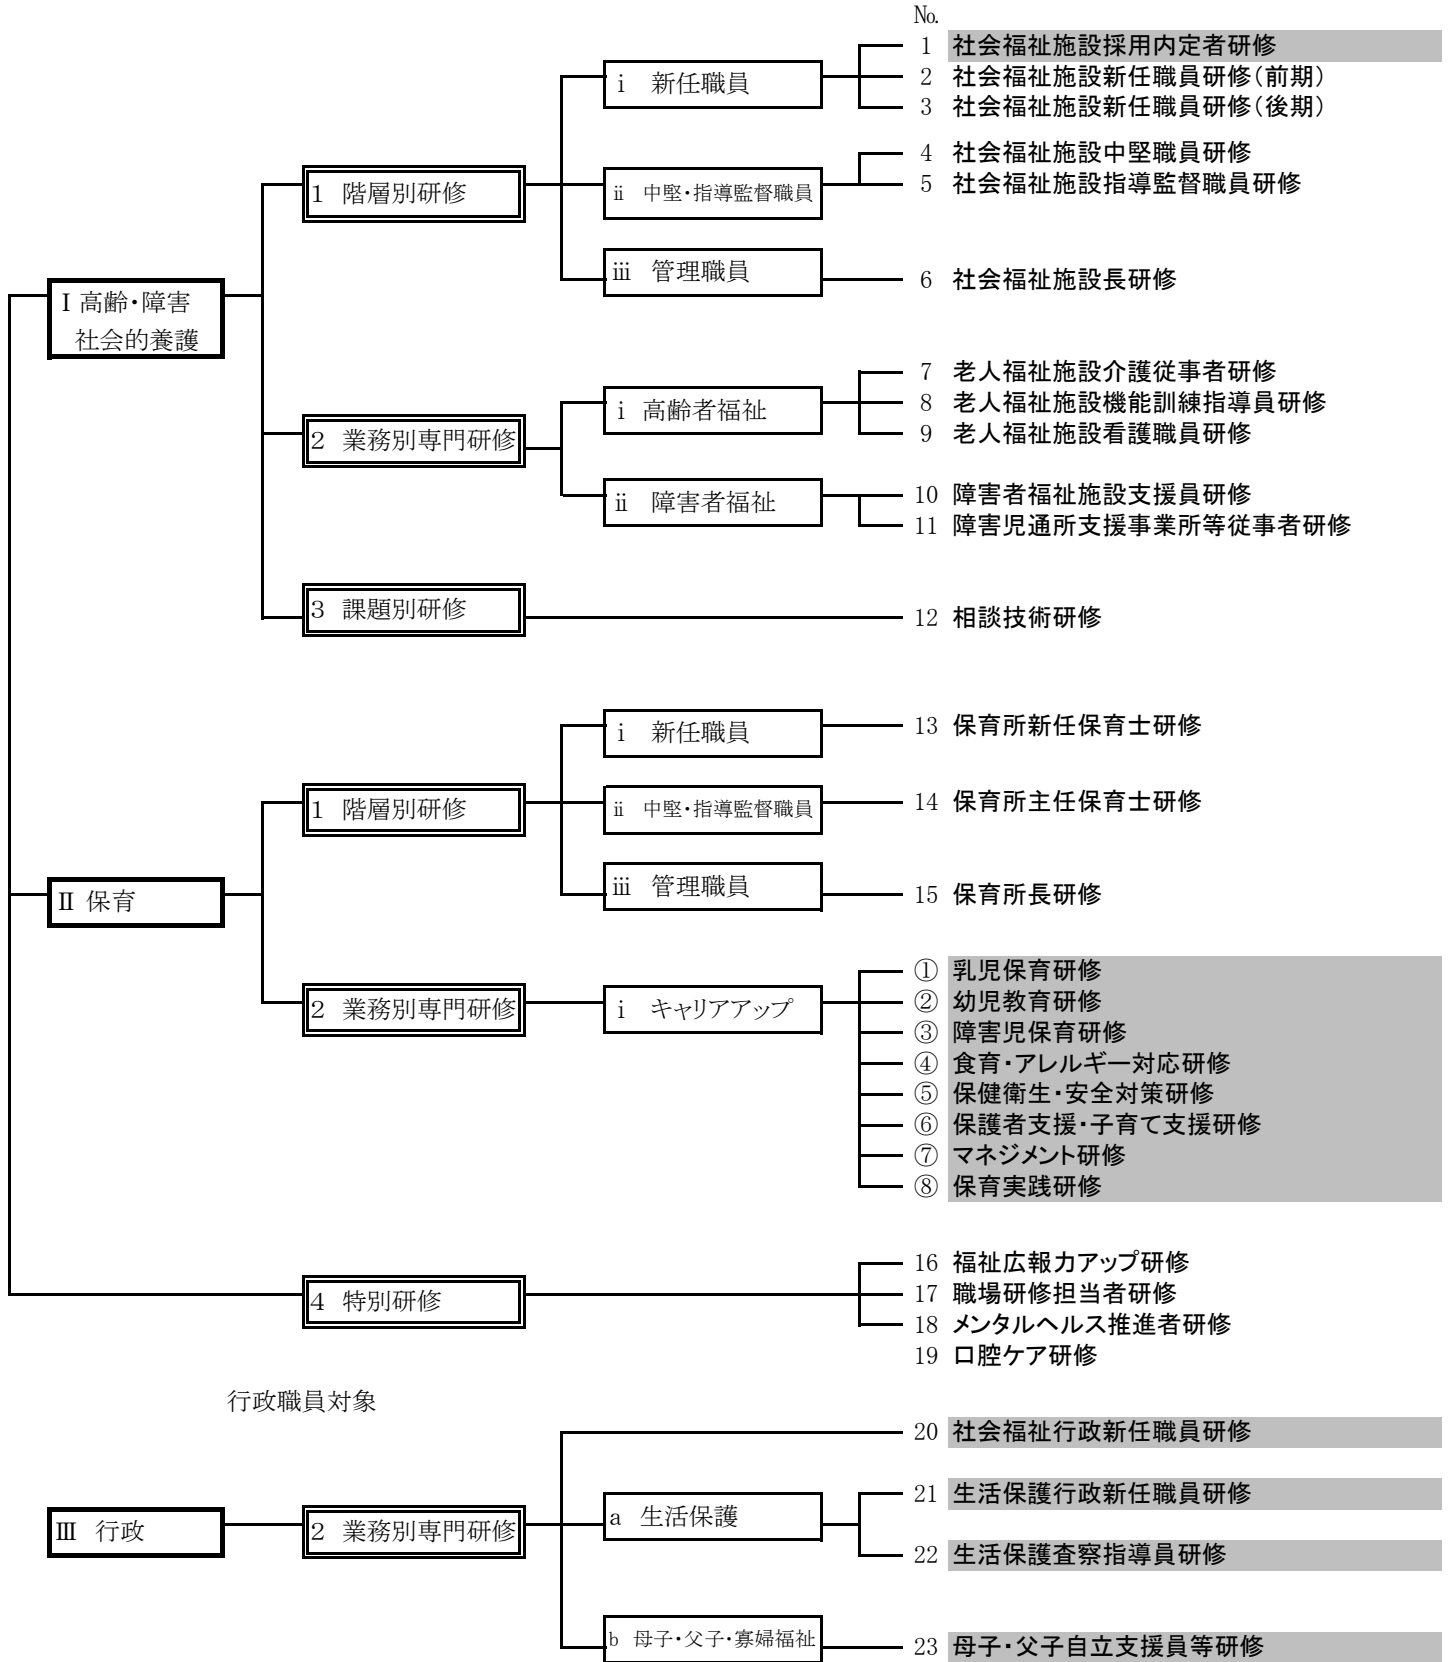 №
1 社会福祉施設採用内定者研修
ⅰ 新任職員
2 社会福祉施設新任職員研修（前期）
3 社会福祉施設新任職員研修（後期）
4 社会福祉施設中堅職員研修
1 階層別研修
ⅱ 中堅・指導監督職員
5 社会福祉施設指導監督職員研修
ⅲ 管理職員
6 社会福祉施設長研修
Ⅰ 高齢・障害
社会的養護
7 老人福祉施設介護従事者研修
ⅰ 高齢者福祉
8 老人福祉施設機能訓練指導員研修
2 業務別専門研修
9 老人福祉施設看護職員研修
ⅱ 障害者福祉
10 障害者福祉施設支援員研修
11 障害児通所支援事業所等従事者研修
3 課題別研修
12 相談技術研修
ⅰ 新任職員
13 保育所新任保育士研修
1 階層別研修
ⅱ 中堅・指導監督職員
14 保育所主任保育士研修
Ⅱ 保育
ⅲ 管理職員
15 保育所長研修
① 乳児保育研修
2 業務別専門研修
ⅰ キャリアアップ
② 幼児教育研修
③ 障害児保育研修
④ 食育・アレルギー対応研修
⑤ 保健衛生・安全対策研修
⑥ 保護者支援・子育て支援研修
⑦ マネジメント研修
⑧ 保育実践研修
16 福祉広報力アップ研修
4 特別研修
17 職場研修担当者研修
18 メンタルヘルス推進者研修
19 口腔ケア研修
行政職員対象
20 社会福祉行政新任職員研修
21 生活保護行政新任職員研修
Ⅲ 行政
2 業務別専門研修
a 生活保護
22 生活保護査察指導員研修
b 母子・父子・寡婦福祉
23 母子・父子自立支援員等研修